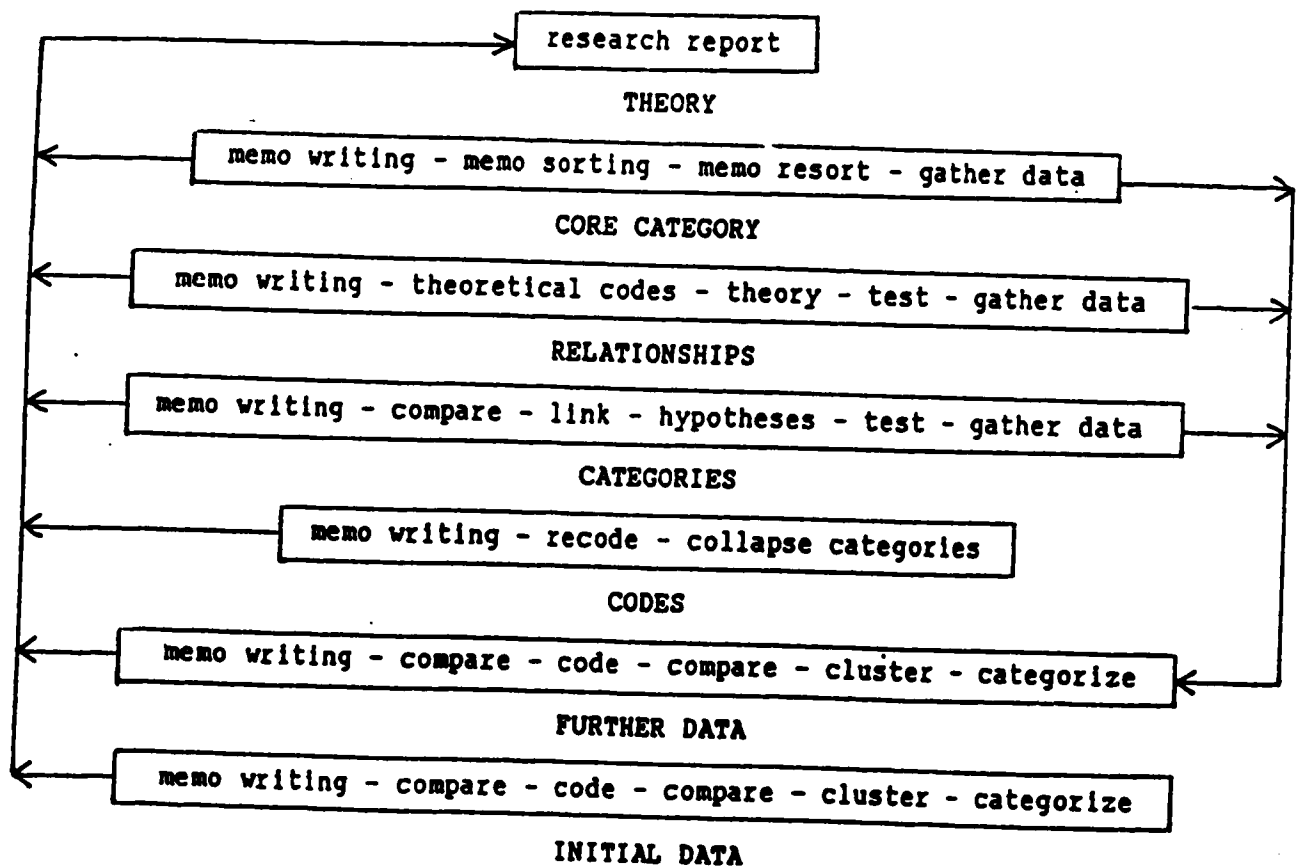 research report
THEORY
memo writing - memo sorting - memo resort - gather data
CORE CATEGORY
memo writing - theoretical codes - theory - test - gather data
RELATIONSHIPS
memo writing - compare - link - hypotheses - test - gather data
CATEGORIES
memo writing - recode - collapse categories
CODES
memo writing - compare - code - compare - cluster - categorize
FURTHER DATA
memo writing - compare - code - compare - cluster - categorize
INITIAL DATA